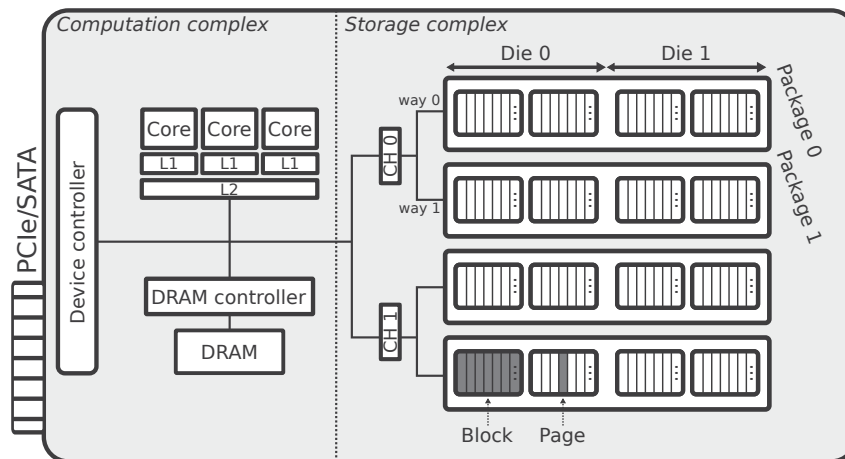 Computation complex
Storage complex
Die 0
Die 1
way 0
Package 0
Core
Core
Core
CH 0
L1
L1
L1
L2
way 1
Package 1
PCIe/SATA
Device controller
DRAM controller
CH 1
DRAM
Block
Page